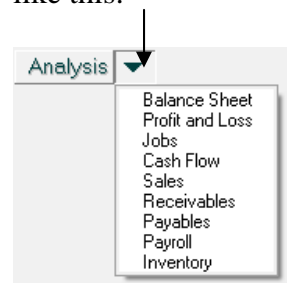 like this:
Analysis
Balance Sheet
Profit and Loss
Jobs
Cash Flow
Sales
Receivables
Payables
Payroll
Inventory